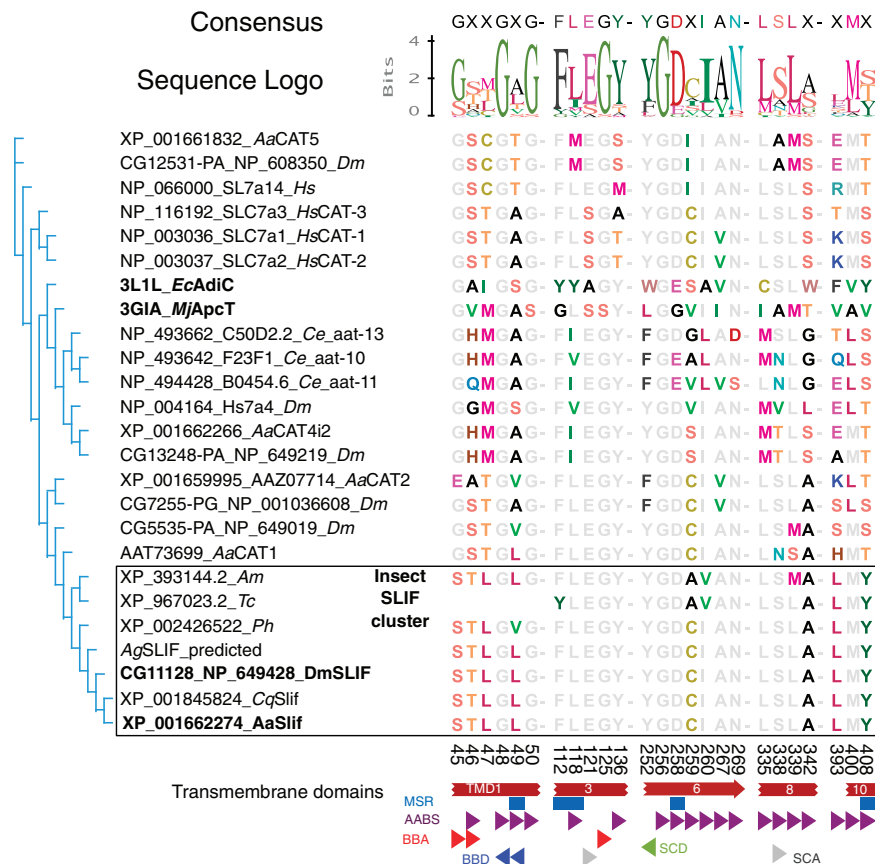 Consensus GXXGXG- FLEGY- YGDXIAN- LSLX- XMX
Sequence Logo
Bits
4
2
0
XP_001661832_AaCAT5 GSCGTG- FMEGS- YGDIIAN- LAMS- EMT
CG12531-PA_NP_608350_Dm GSCGTG- FMEGS- YGDIIAN- LAMS- EMT
NP_066000_SL7a14_Hs GSCGTG- FLEGM- YGDIIAN- LSLS- RMT
NP_116192_SLC7a3_HsCAT-3 GSTGAG- FLSGA- YGDCIAN- LSLS- TMS
NP_003036_SLC7a1_HsCAT-1 GSTGAG- FLSGT- YGDCIVN- LSLS- KMS
NP_003037_SLC7a2_HsCAT-2 GSTGAG- FLSGT- YGDCIVN- LSLS- KMS
3L1L_EcAdiC GAIGSG- YYAGY- WGESAVN- CSLW- FVY
3GIA_MjApcT GVMGAS- GLSSY- LGGVIIN- IAMT- VAV
NP_493662_C50D2.2_Ce_aat-13 GHMGAG- FIEGY- FGDGLAD- MSLG- TLS
NP_493642_F23F1_Ce_aat-10 GHMGAG- FVEGY- FGEALAN- MNLG- QLS
NP_494428_B0454.6_Ce_aat-11 GQMGAG- FIEGY- FGEVLVS- LNLG- ELS
NP_004164_Hs7a4_Dm GGMGSG- FVEGY- YGDVIAN- MVLL- ELT
XP_001662266_AaCAT4i2 GHMGAG- FIEGY- YGDSIAN- MTLS- EMT
CG13248-PA_NP_649219_Dm GHMGAG- FIEGY- YGDSIAN- MTLS- AMT
XP_001659995_AAZ07714_AaCAT2 EATGVG- FLEGY- FGDCIVN- LSLA- KLT
CG7255-PG_NP_001036608_Dm GSTGAG- FLEGY- FGDCIVN- LSLA- SLS
CG5535-PA_NP_649019_Dm GSTGVG- FLEGY- YGDCIAN- LSMA- SMS
AAT73699_AaCAT1 GSTGLG- FLEGY- YGDCIAN- LNSA- HMT
XP_393144.2_Am STLGLG- FLEGY- YGDAVAN- LSMA- LMY
XP_967023.2_Tc YLEGY- YGDAVAN- LSLA- LMY
XP_002426522_Ph STLGVG- FLEGY- YGDCIAN- LSLA- LMY
AgSLIF_predicted STLGLG- FLEGY- YGDCIAN- LSLA- LMY
CG11128_NP_649428_DmSLIF STLGLG- FLEGY- YGDCIAN- LSLA- LMY
XP_001845824_CqSlif STLGLG- FLEGY- YGDCIAN- LSLA- LMY
XP_001662274_AaSlif STLGLG- FLEGY- YGDCIAN- LSLA- LMY
Insect
SLIF
cluster
45 46 47 48 49 50 112 118 121 125 136 252 256 258 259 260 267 269 335 338 339 342 393 400 408
Transmembrane domains TMD1 3 6 8 10
MSR
AABS
BBA
BBD SCD SCA